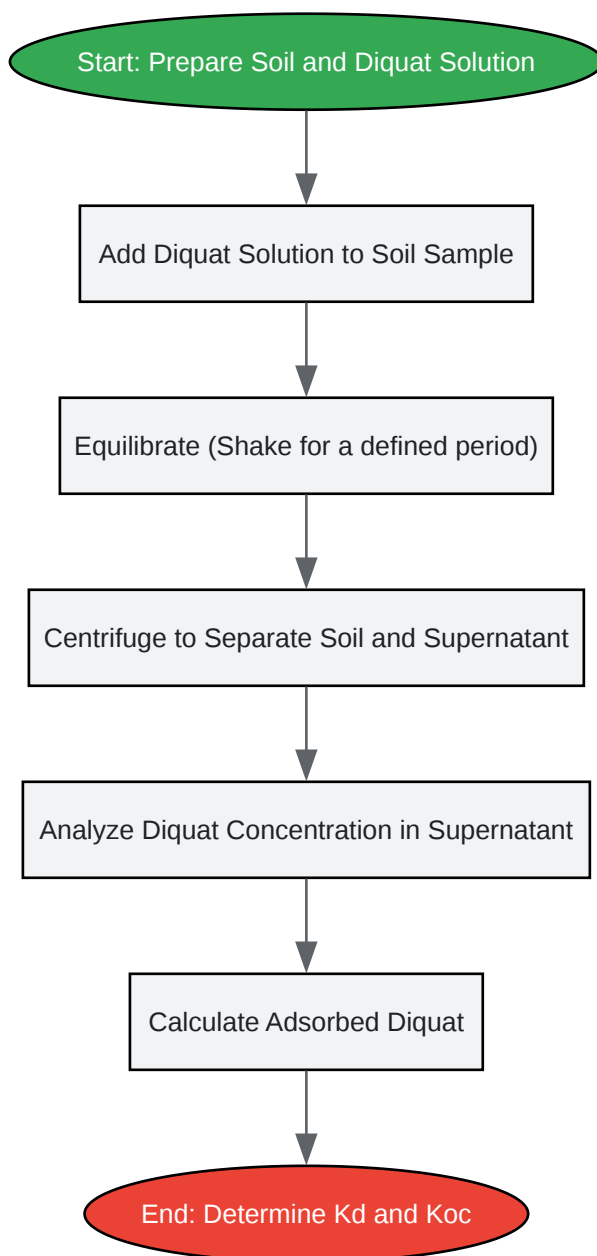 Start: Prepare Soil and Diquat Solution
Add Diquat Solution to Soil Sample
Equilibrate (Shake for a defined period)
Centrifuge to Separate Soil and Supernatant
Analyze Diquat Concentration in Supernatant
Calculate Adsorbed Diquat
End: Determine Kd and Koc